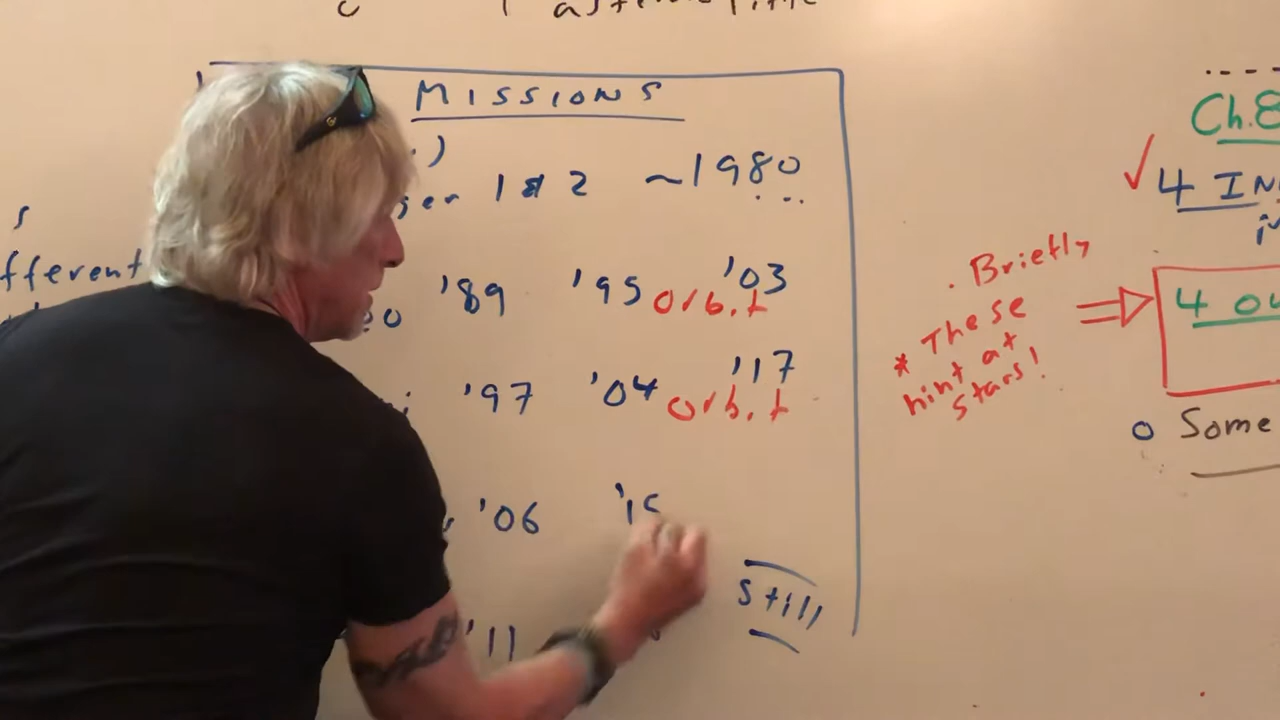 MISSIONS
1 & 2 ~1980
...
s
fferent
'89 '95 orbit '03
'97 '04 orbit '17
'06
'11
still
. Briefly
* These
hint at
stars!
Ch.8
✓ 4 IN
4 OU
o Some